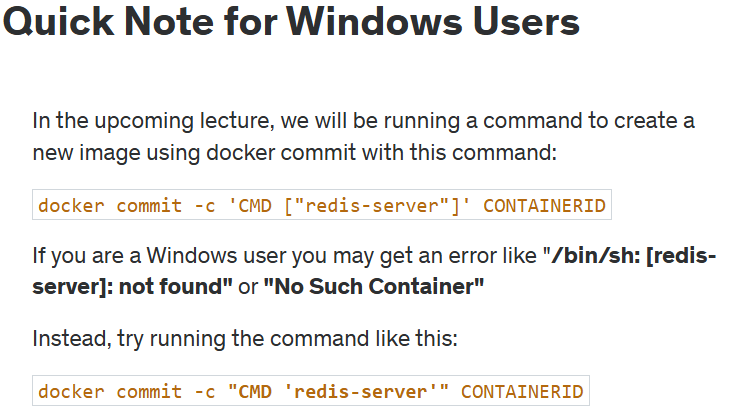 Quick Note for Windows Users
In the upcoming lecture, we will be running a command to create a
new image using docker commit with this command:
docker commit -c 'CMD ["redis-server"]' CONTAINERID
If you are a Windows user you may get an error like "/bin/sh: [redis-
server]: not found" or "No Such Container"
Instead, try running the command like this:
docker commit -c "CMD 'redis-server'" CONTAINERID